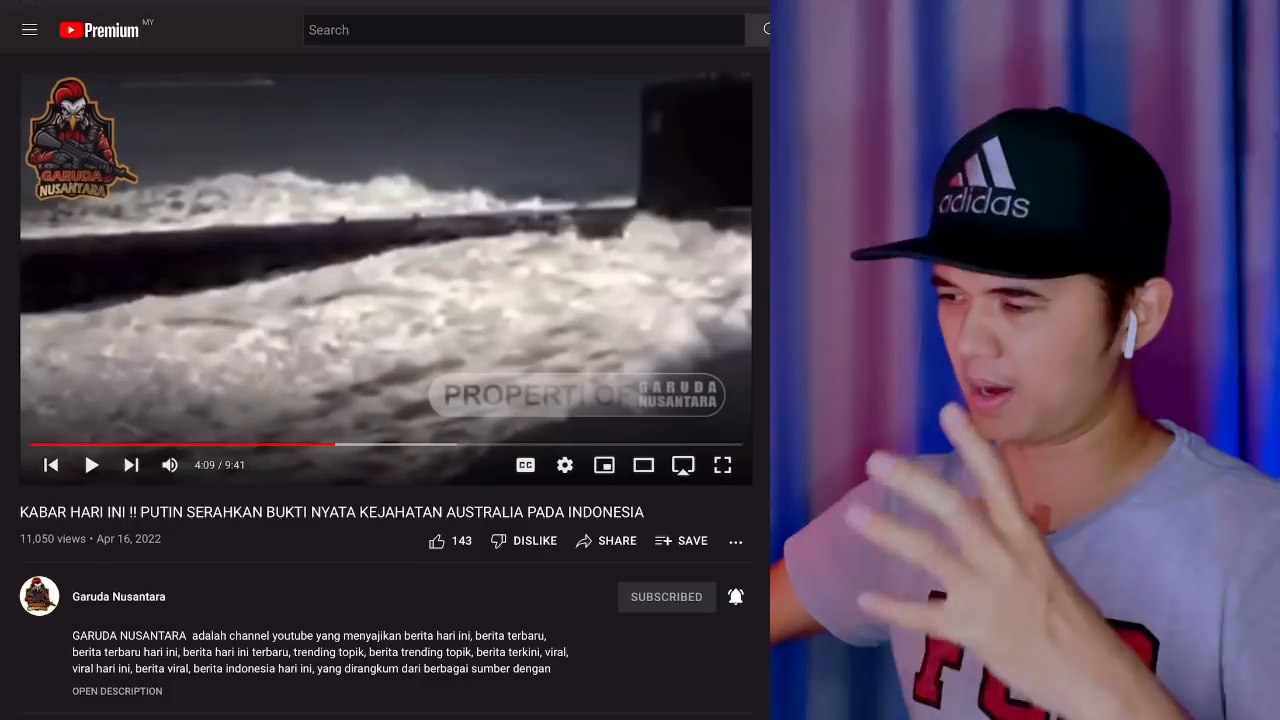 Premium MY
Search
GARUDA
NUSANTARA
PROPERTI OF GARUDA
NUSANTARA
4:09 / 9:41
CC
KABAR HARI INI !! PUTIN SERAHKAN BUKTI NYATA KEJAHATAN AUSTRALIA PADA INDONESIA
11,050 views • Apr 16, 2022
143 DISLIKE SHARE SAVE
Garuda Nusantara
SUBSCRIBED
GARUDA NUSANTARA adalah channel youtube yang menyajikan berita hari ini, berita terbaru,
berita terbaru hari ini, berita hari ini terbaru, trending topik, berita trending topik, berita terkini, viral,
viral hari ini, berita viral, berita indonesia hari ini, yang dirangkum dari berbagai sumber dengan
OPEN DESCRIPTION
adidas